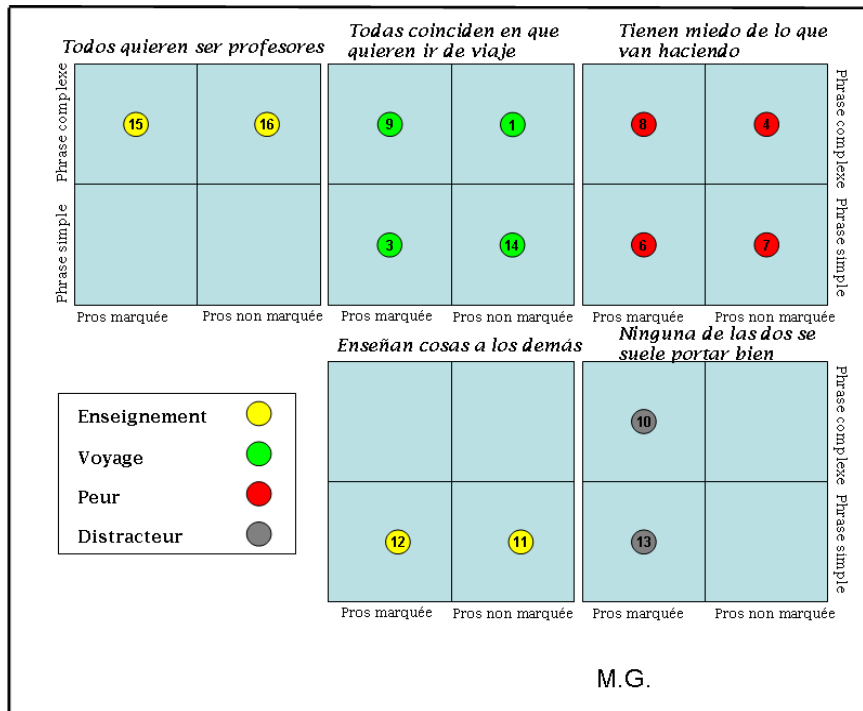 Todos quieren ser profesores
Todas coinciden en que
quieren ir de viaje
Tienen miedo de lo que
van haciendo
Phrase complexe
15
16
9
1
8
4
Phrase complexe
Phrase simple
3
14
6
7
Phrase simple
Pros marquée
Pros non marquée
Pros marquée
Pros non marquée
Pros marquée
Pros non marquée
Enseñan cosas a los demás
Ninguna de las dos se
suele portar bien
Enseignement
Voyage
Peur
Distracteur
10
Phrase complexe
12
11
13
Phrase simple
Pros marquée
Pros non marquée
Pros marquée
Pros non marquée
M.G.